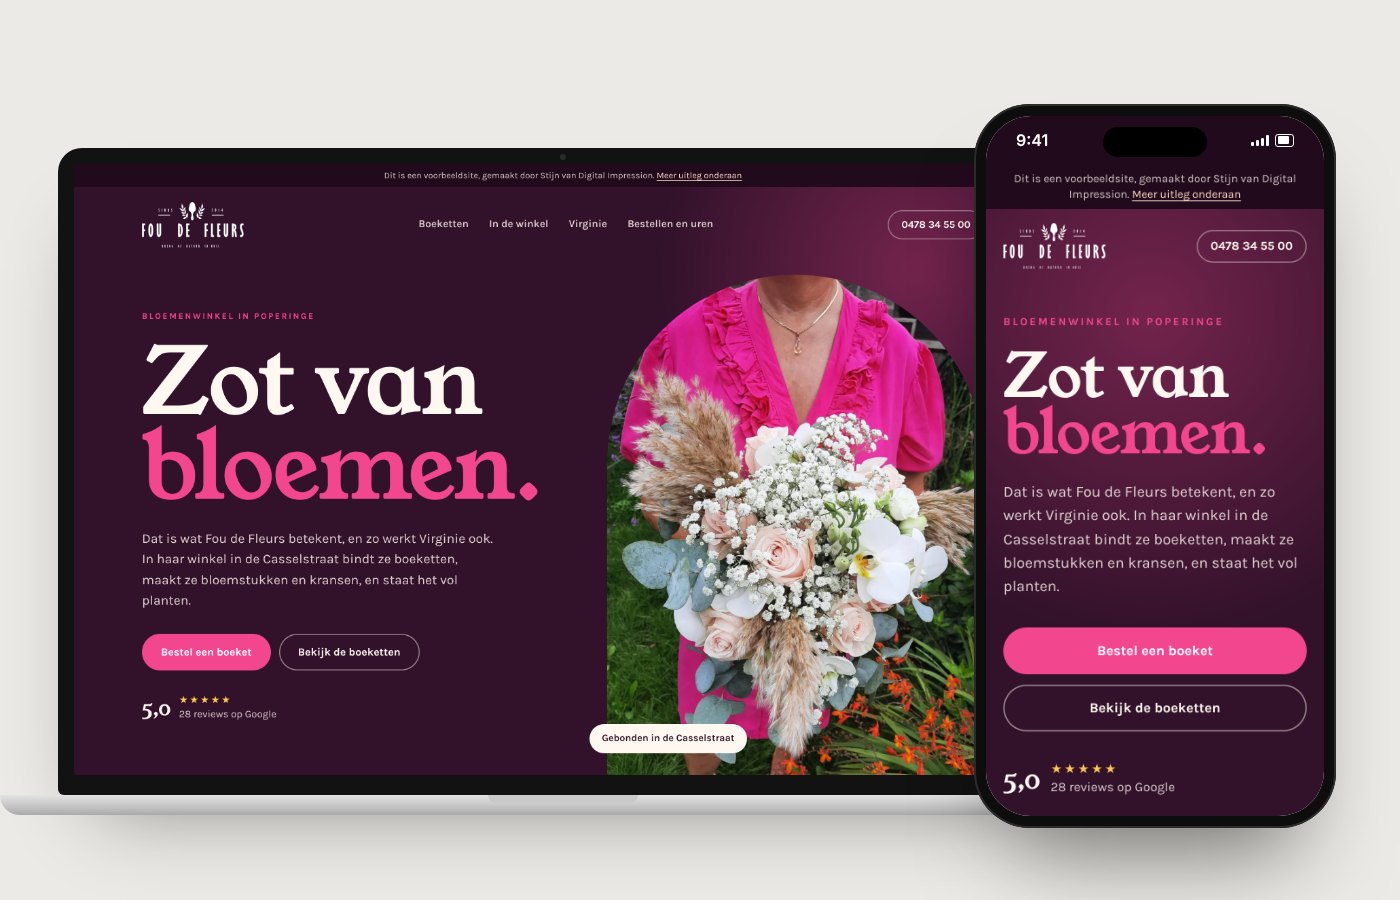 Dit is een voorbeeldsite, gemaakt door Stijn van Digital Impression. Meer uitleg onderaan
SINDS 2014
FOU DE FLEURS
Boeketten In de winkel Virginie Bestellen en uren
0478 34 55 00
BLOEMENWINKEL IN POPERINGE
Zot van
bloemen.
Dat is wat Fou de Fleurs betekent, en zo werkt Virginie ook.
In haar winkel in de Casselstraat bindt ze boeketten,
maakt ze bloemstukken en kransen, en staat het vol
planten.
Bestel een boeket Bekijk de boeketten
5,0 ★★★★★
28 reviews op Google
Gebonden in de Casselstraat
9:41
Dit is een voorbeeldsite, gemaakt door Stijn van Digital
Impression. Meer uitleg onderaan
SINDS 2014
FOU DE FLEURS
0478 34 55 00
BLOEMENWINKEL IN POPERINGE
Zot van
bloemen.
Dat is wat Fou de Fleurs betekent, en zo
werkt Virginie ook. In haar winkel in de
Casselstraat bindt ze boeketten, maakt ze
bloemstukken en kransen, en staat het vol
planten.
Bestel een boeket
Bekijk de boeketten
5,0 ★★★★★
28 reviews op Google